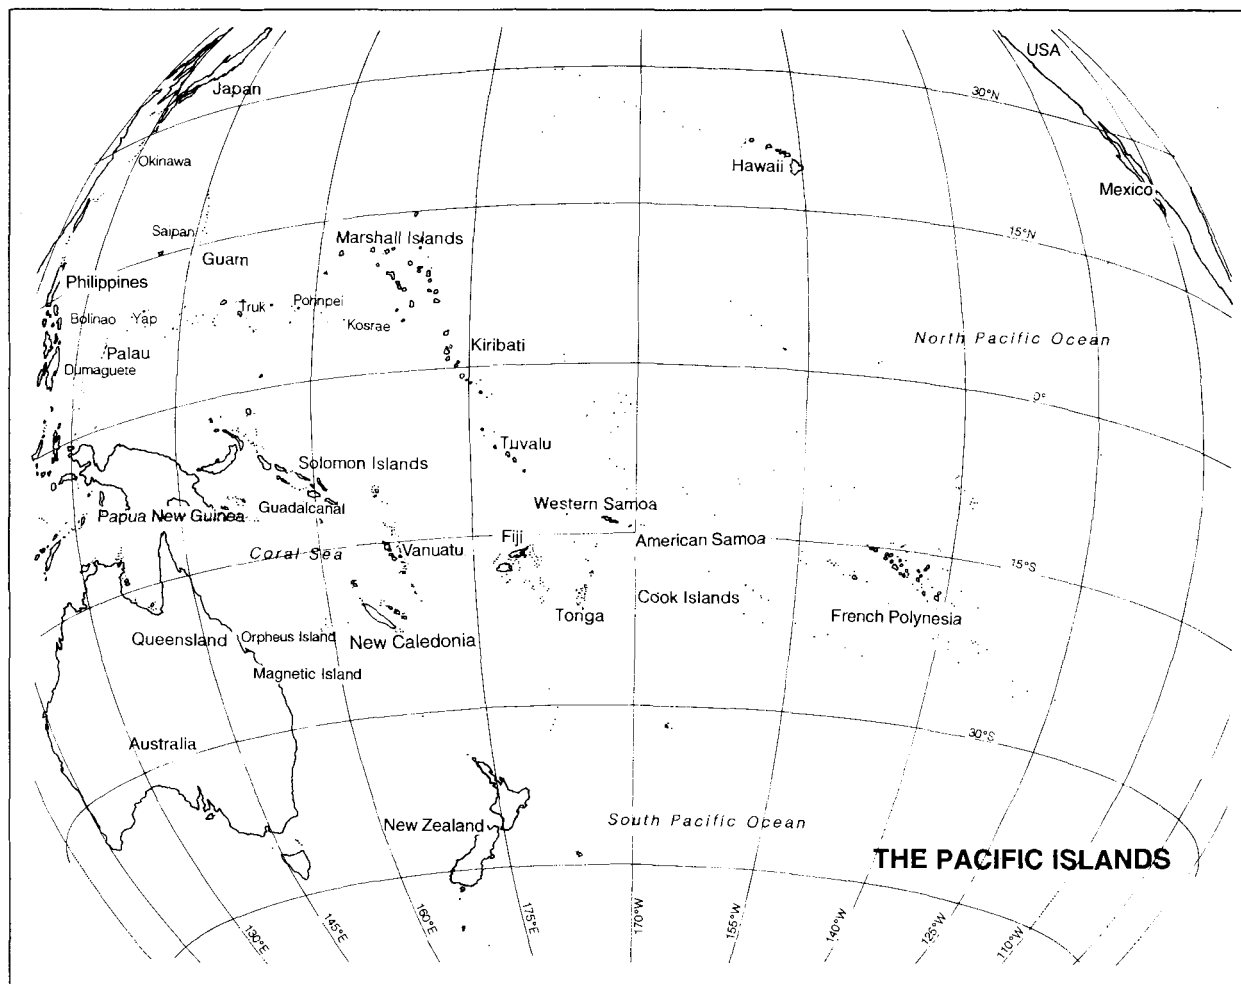 USA
Japan
30°N
Okinawa
Hawaii
Mexico
Saipan
Marshall Islands
15°N
Guam
Philippines
Truk
Pohnpei
Bolinao
Yap
Kosrae
North Pacific Ocean
Kiribati
Palau
Dumaguete
0°
Tuvalu
Solomon Islands
Western Samoa
Guadalcanal
Papua New Guinea
Fiji
American Samoa
Coral Sea
Vanuatu
15°S
Cook Islands
Tonga
French Polynesia
Queensland
Orpheus Island
New Caledonia
Magnetic Island
30°S
Australia
South Pacific Ocean
New Zealand
THE PACIFIC ISLANDS
130°E
145°E
160°E
175°E
170°W
155°W
140°W
125°W
110°W